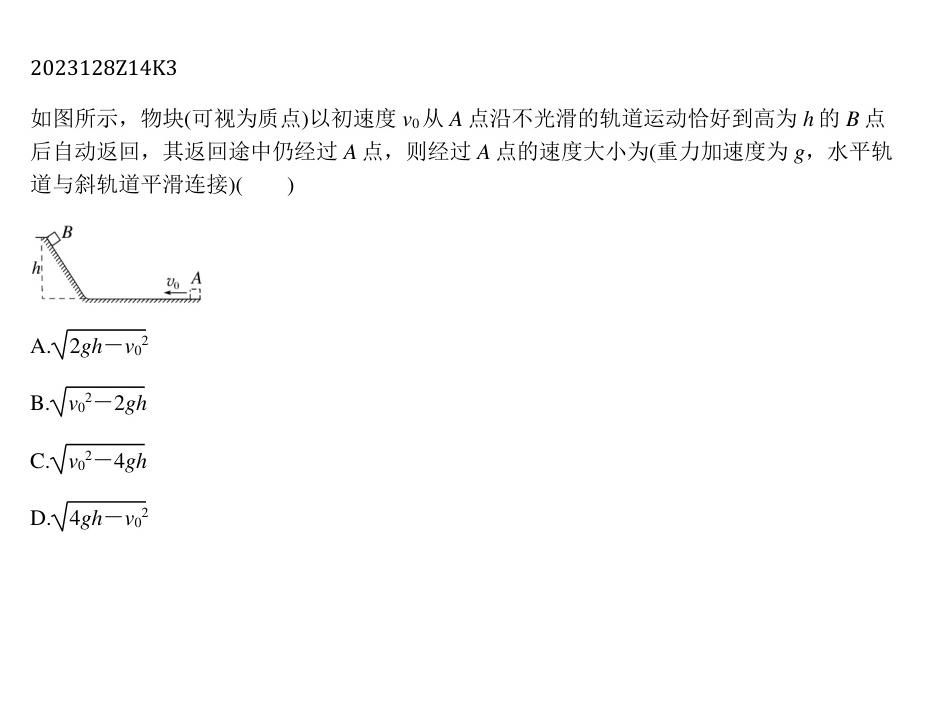 2023128Z14K3
如图所示，物块(可视为质点)以初速度 v₀从 A 点沿不光滑的轨道运动恰好到高为 h 的 B 点
后自动返回，其返回途中仍经过 A 点，则经过 A 点的速度大小为(重力加速度为 g，水平轨
道与斜轨道平滑连接)(　　)
B
h
v₀ A
A.√2gh－v₀²
B.√v₀²－2gh
C.√v₀²－4gh
D.√4gh－v₀²